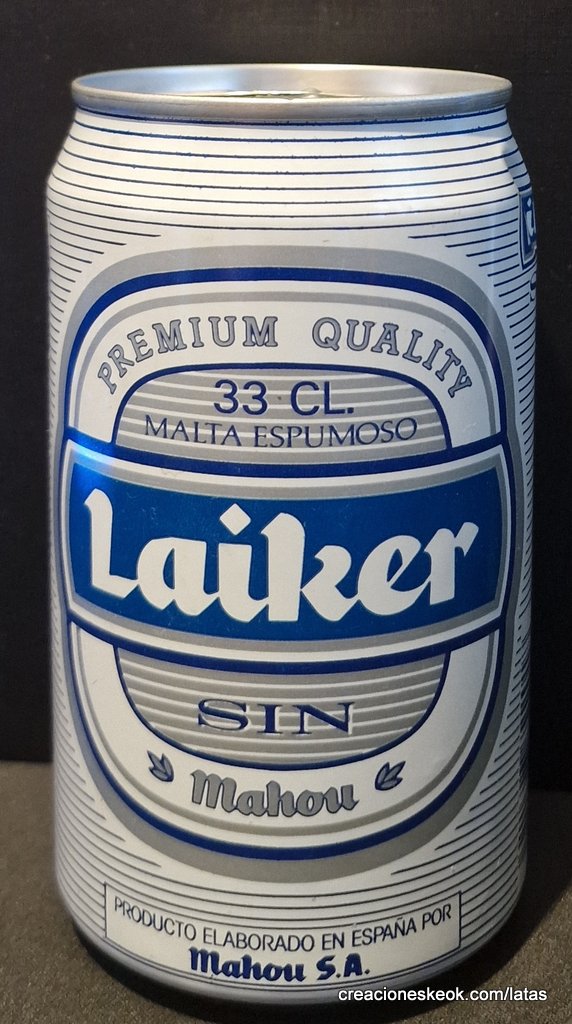 PREMIUM QUALITY
33 CL.
MALTA ESPUMOSO
Laiker
SIN
Mahou
PRODUCTO ELABORADO EN ESPAÑA POR
Mahou S.A.
creacioneskeok.com/latas